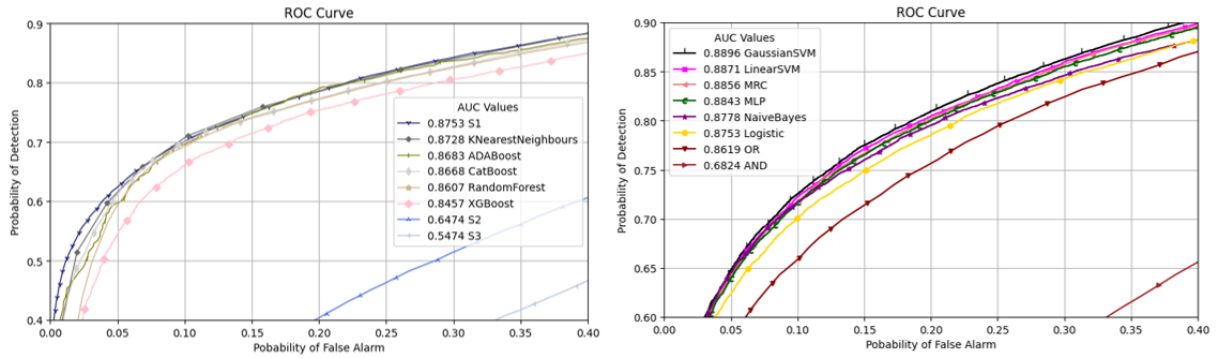 ROC Curve
0.9
0.8
0.7
0.6
0.5
0.4
Probability of Detection
AUC Values
0.8753 S1
0.8728 KNearestNeighbours
0.8683 ADABoost
0.8668 CatBoost
0.8607 RandomForest
0.8457 XGBoost
0.6474 S2
0.5474 S3
0.00 0.05 0.10 0.15 0.20 0.25 0.30 0.35 0.40
Pobability of False Alarm
ROC Curve
0.90
0.85
0.80
0.75
0.70
0.65
0.60
Probability of Detection
AUC Values
0.8896 GaussianSVM
0.8871 LinearSVM
0.8856 MRC
0.8843 MLP
0.8778 NaiveBayes
0.8753 Logistic
0.8619 OR
0.6824 AND
0.00 0.05 0.10 0.15 0.20 0.25 0.30 0.35 0.40
Pobability of False Alarm